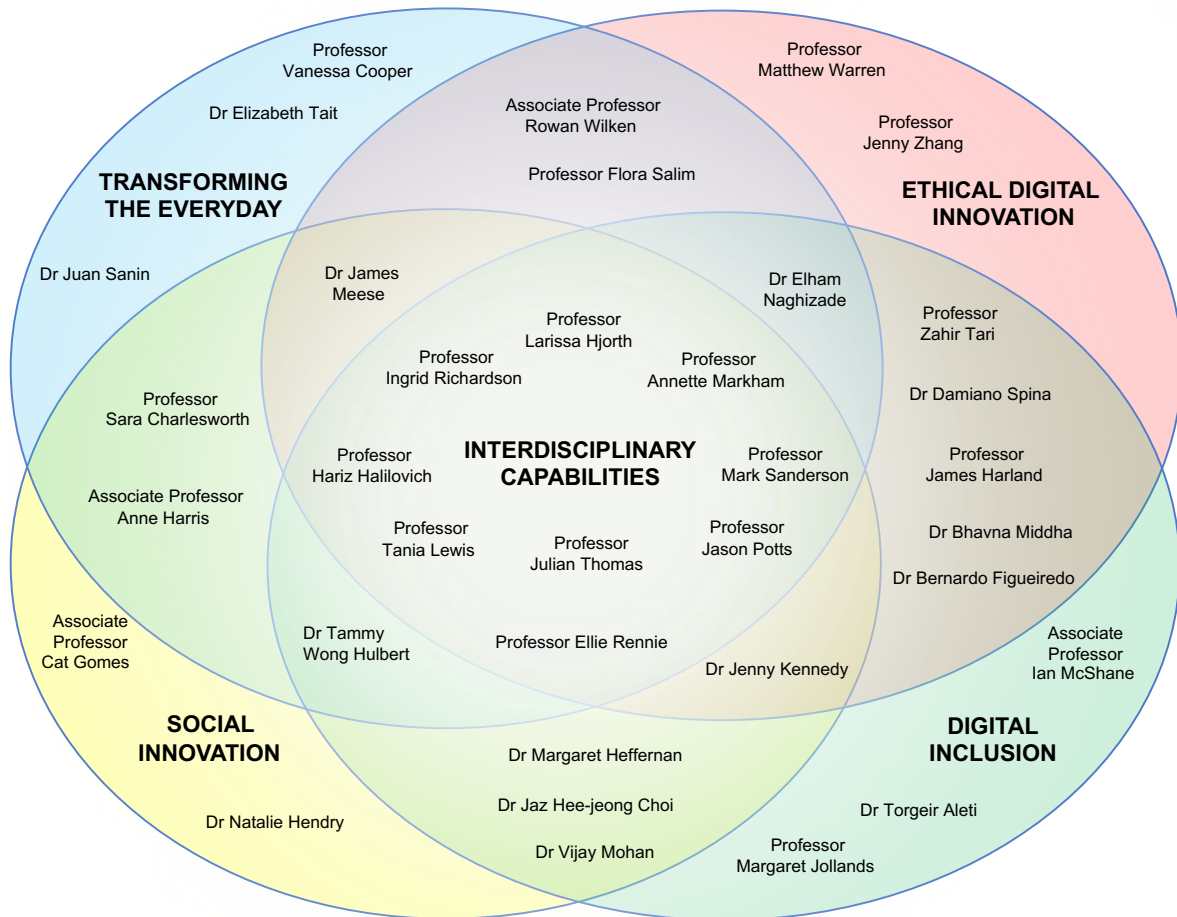 Professor
Vanessa Cooper
Dr Elizabeth Tait
TRANSFORMING
THE EVERYDAY
Dr Juan Sanin
Associate Professor
Rowan Wilken
Professor Flora Salim
Professor
Matthew Warren
Professor
Jenny Zhang
ETHICAL DIGITAL
INNOVATION
Dr James
Meese
Dr Elham
Naghizade
Professor
Larissa Hjorth
Professor
Ingrid Richardson
Professor
Annette Markham
Professor
Zahir Tari
Dr Damiano Spina
Professor
James Harland
Dr Bhavna Middha
Dr Bernardo Figueiredo
Professor
Sara Charlesworth
Associate Professor
Anne Harris
Professor
Hariz Halilovich
INTERDISCIPLINARY
CAPABILITIES
Professor
Mark Sanderson
Professor
Tania Lewis
Professor
Julian Thomas
Professor
Jason Potts
Professor Ellie Rennie
Dr Tammy
Wong Hulbert
Dr Jenny Kennedy
Associate
Professor
Cat Gomes
SOCIAL
INNOVATION
Dr Natalie Hendry
Dr Margaret Heffernan
Dr Jaz Hee-jeong Choi
Dr Vijay Mohan
Associate
Professor
Ian McShane
DIGITAL
INCLUSION
Dr Torgeir Aleti
Professor
Margaret Jollands